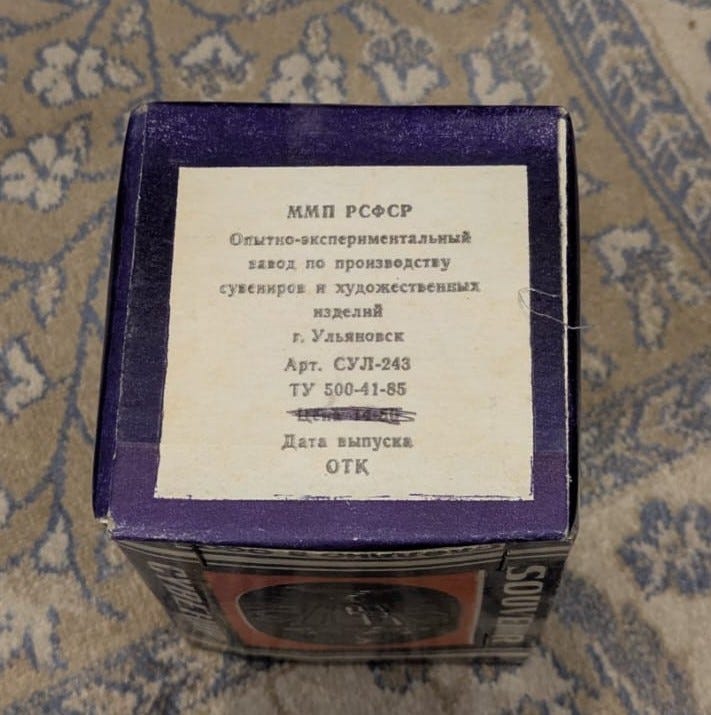 ММП РСФСР
Опытно-экспериментальный
завод по производству
сувениров и художественных
изделий
г. Ульяновск
Арт. СУЛ-243
ТУ 500-41-85
Цена
Дата выпуска
ОТК